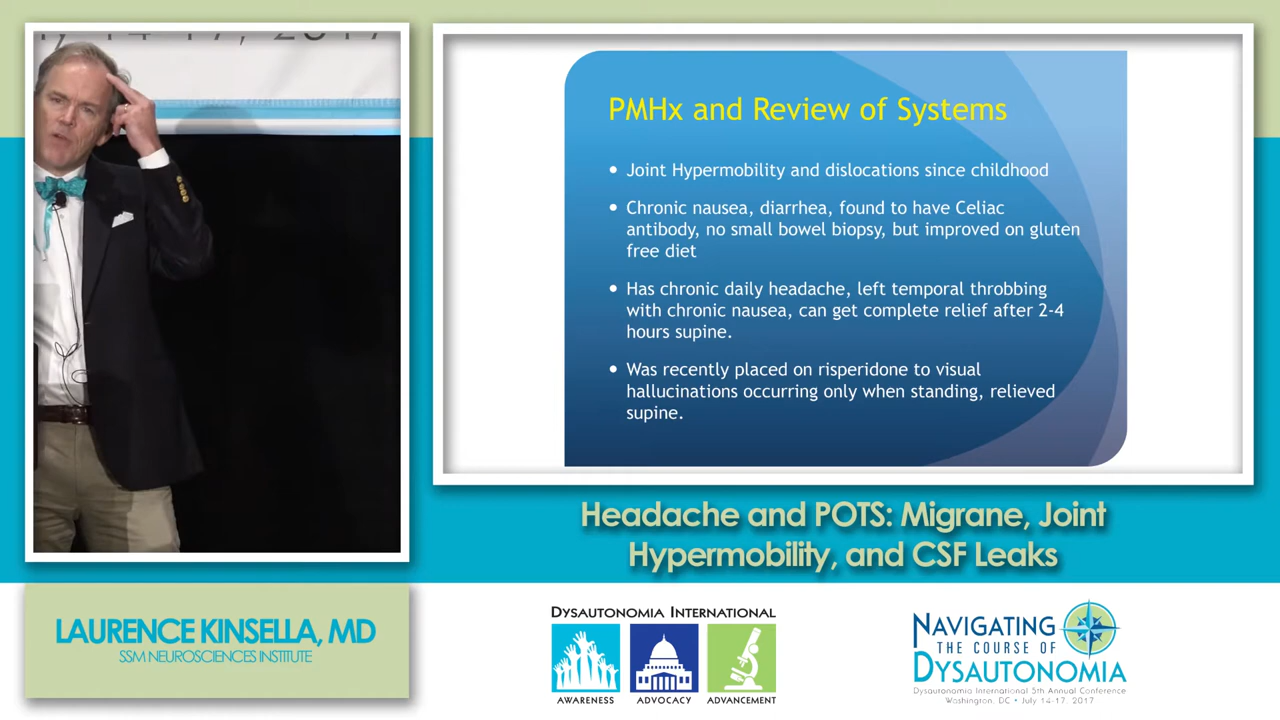 14-17, 2017
PMHx and Review of Systems
• Joint Hypermobility and dislocations since childhood
• Chronic nausea, diarrhea, found to have Celiac
antibody, no small bowel biopsy, but improved on gluten
free diet
• Has chronic daily headache, left temporal throbbing
with chronic nausea, can get complete relief after 2-4
hours supine.
• Was recently placed on risperidone to visual
hallucinations occurring only when standing, relieved
supine.
Headache and POTS: Migrane, Joint
Hypermobility, and CSF Leaks
LAURENCE KINSELLA, MD
SSM NEUROSCIENCES INSTITUTE
DYSAUTONOMIA INTERNATIONAL
AWARENESS ADVOCACY ADVANCEMENT
NAVIGATING
THE COURSE OF
DYSAUTONOMIA
Dysautonomia International 5th Annual Conference
Washington, DC • July 14-17, 2017